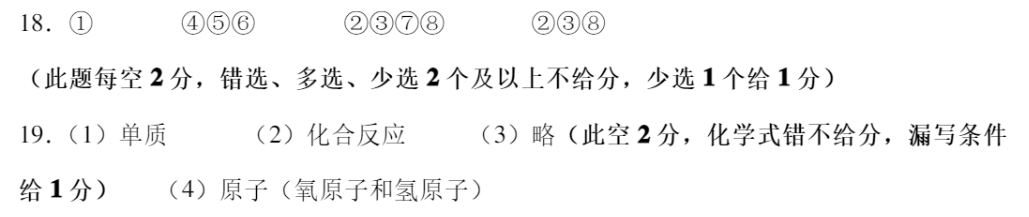 18. ① ④⑤⑥ ②③⑦⑧ ②③⑧
（此题每空 2 分，错选、多选、少选 2 个及以上不给分，少选 1 个给 1 分）
19.（1）单质 （2）化合反应 （3）略（此空 2 分，化学式错不给分，漏写条件
给 1 分） （4）原子（氧原子和氢原子）